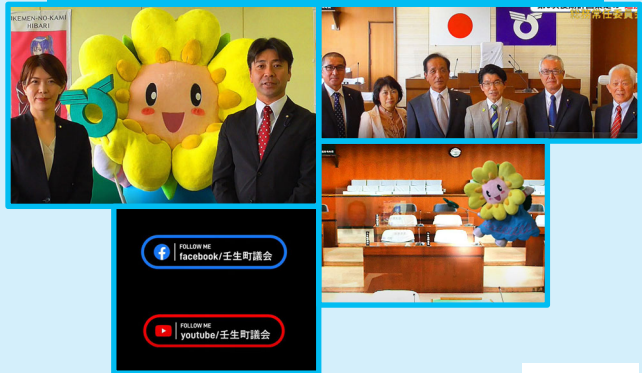 UKEMEN-NO-KAMI
HIBARI
FOLLOW ME
facebook/壬生町議会
FOLLOW ME
youtube/壬生町議会